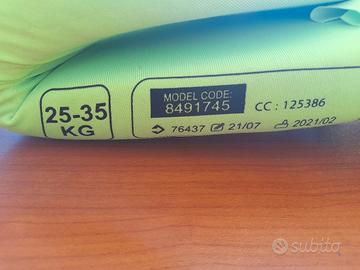 25-35
KG
MODEL CODE:
8491745
CC : 125386
76437 21/07 2021/02
subito